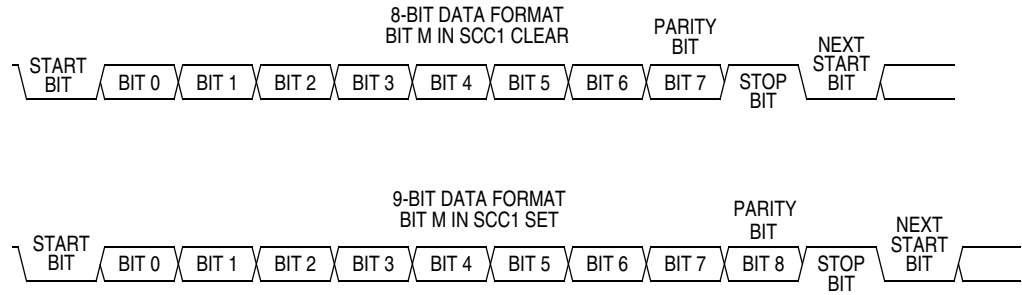 8-BIT DATA FORMAT
BIT M IN SCC1 CLEAR
PARITY
BIT
START
BIT
BIT 0
BIT 1
BIT 2
BIT 3
BIT 4
BIT 5
BIT 6
BIT 7
STOP
BIT
NEXT
START
BIT
9-BIT DATA FORMAT
BIT M IN SCC1 SET
PARITY
BIT
START
BIT
BIT 0
BIT 1
BIT 2
BIT 3
BIT 4
BIT 5
BIT 6
BIT 7
BIT 8
STOP
BIT
NEXT
START
BIT